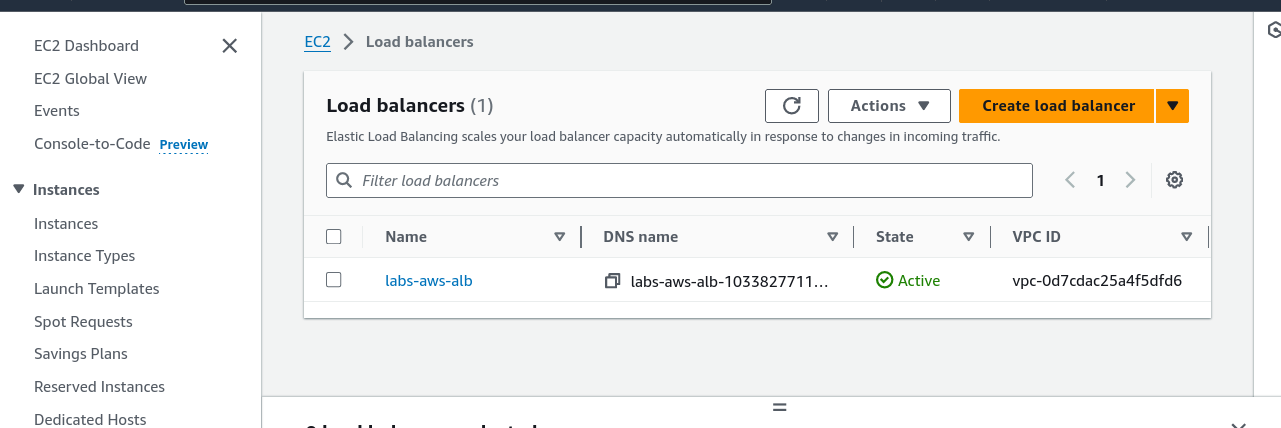 EC2 Dashboard
EC2 Global View
Events
Console-to-Code Preview
Instances
Instances
Instance Types
Launch Templates
Spot Requests
Savings Plans
Reserved Instances
Dedicated Hosts
EC2 Load balancers
Load balancers (1)
Actions
Create load balancer
Elastic Load Balancing scales your load balancer capacity automatically in response to changes in incoming traffic.
Filter load balancers
1
Name DNS name State VPC ID
labs-aws-alb labs-aws-alb-1033827711... Active vpc-0d7cdac25a4f5dfd6